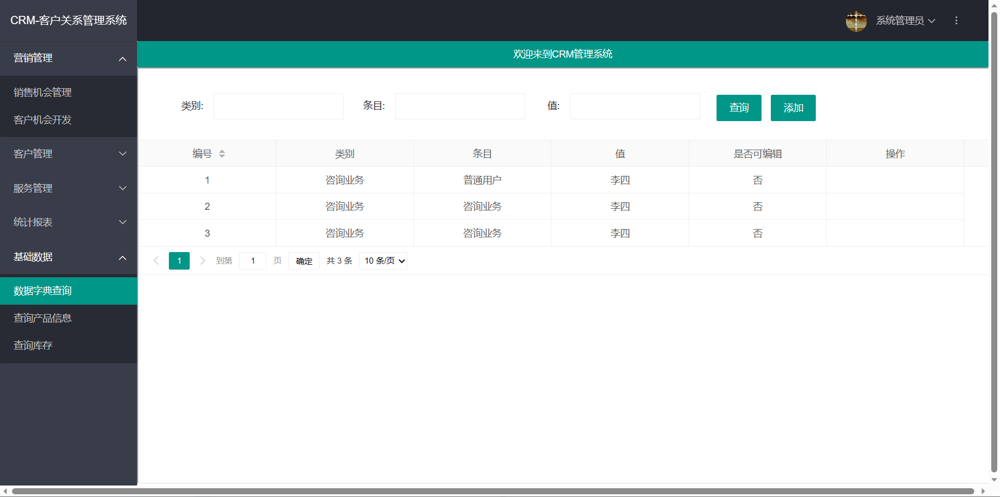 CRM-客户关系管理系统
系统管理员
营销管理
销售机会管理
客户机会开发
客户管理
服务管理
统计报表
基础数据
数据字典查询
查询产品信息
查询库存
欢迎来到CRM管理系统
类别: 条目: 值: 查询 添加
编号 类别 条目 值 是否可编辑 操作
1 咨询业务 普通用户 李四 否
2 咨询业务 咨询业务 李四 否
3 咨询业务 咨询业务 李四 否
1 到第 1 页 确定 共 3 条 10 条/页